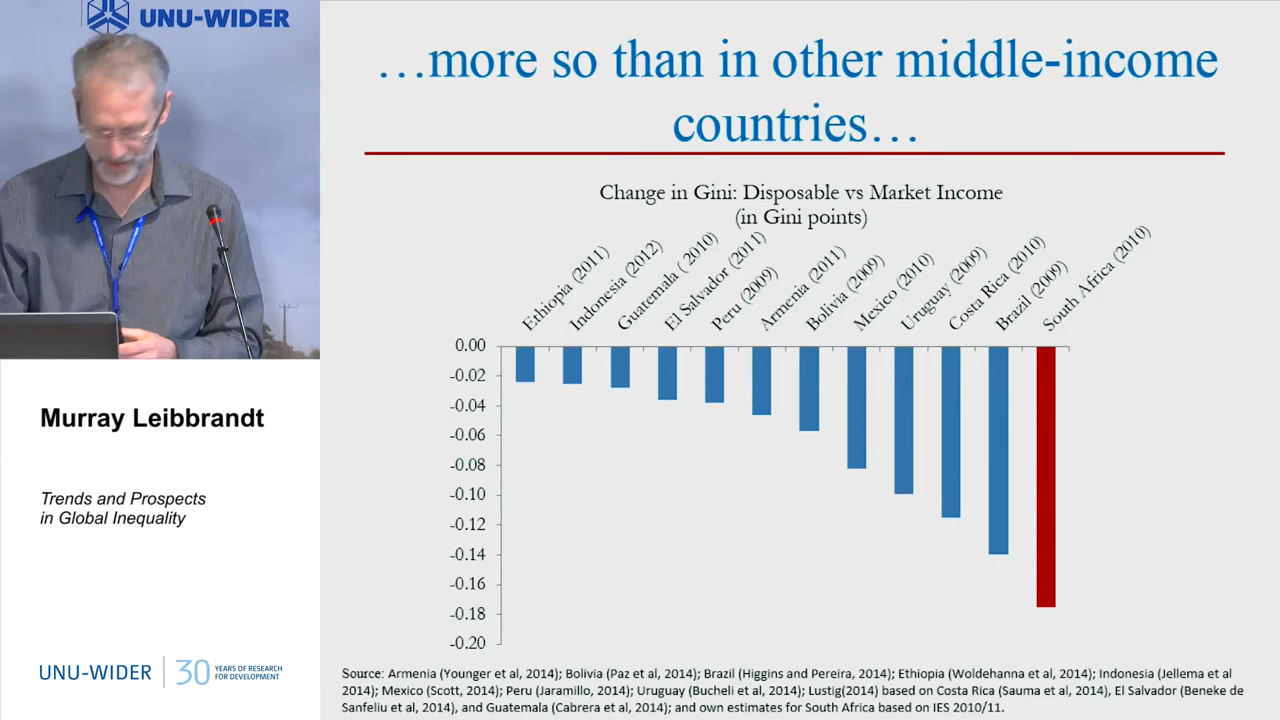 UNU-WIDER
Murray Leibbrandt
Trends and Prospects
in Global Inequality
UNU-WIDER
30 YEARS OF RESEARCH
FOR DEVELOPMENT
…more so than in other middle-income
countries…
Change in Gini: Disposable vs Market Income
(in Gini points)
Ethiopia (2011)
Indonesia (2012)
Guatemala ( 2010)
El Salvador (2011)
Peru (2009)
Armenia (2011)
Bolivia (2009)
Mexico (2010)
Uruguay (2009)
Costa Rica (2010)
Brazil (2009)
South Africa (2010)
0.00
-0.02
-0.04
-0.06
-0.08
-0.10
-0.12
-0.14
-0.16
-0.18
-0.20
Source: Armenia (Younger et al, 2014); Bolivia (Paz et al, 2014); Brazil (Higgins and Pereira, 2014); Ethiopia (Woldehanna et al, 2014); Indonesia (Jellema et al
2014); Mexico (Scott, 2014); Peru (Jaramillo, 2014); Uruguay (Bucheli et al, 2014); Lustig(2014) based on Costa Rica (Sauma et al, 2014), El Salvador (Beneke de
Sanfeliu et al, 2014), and Guatemala (Cabrera et al, 2014; and own estimates for South Africa based on IES 2010/11.